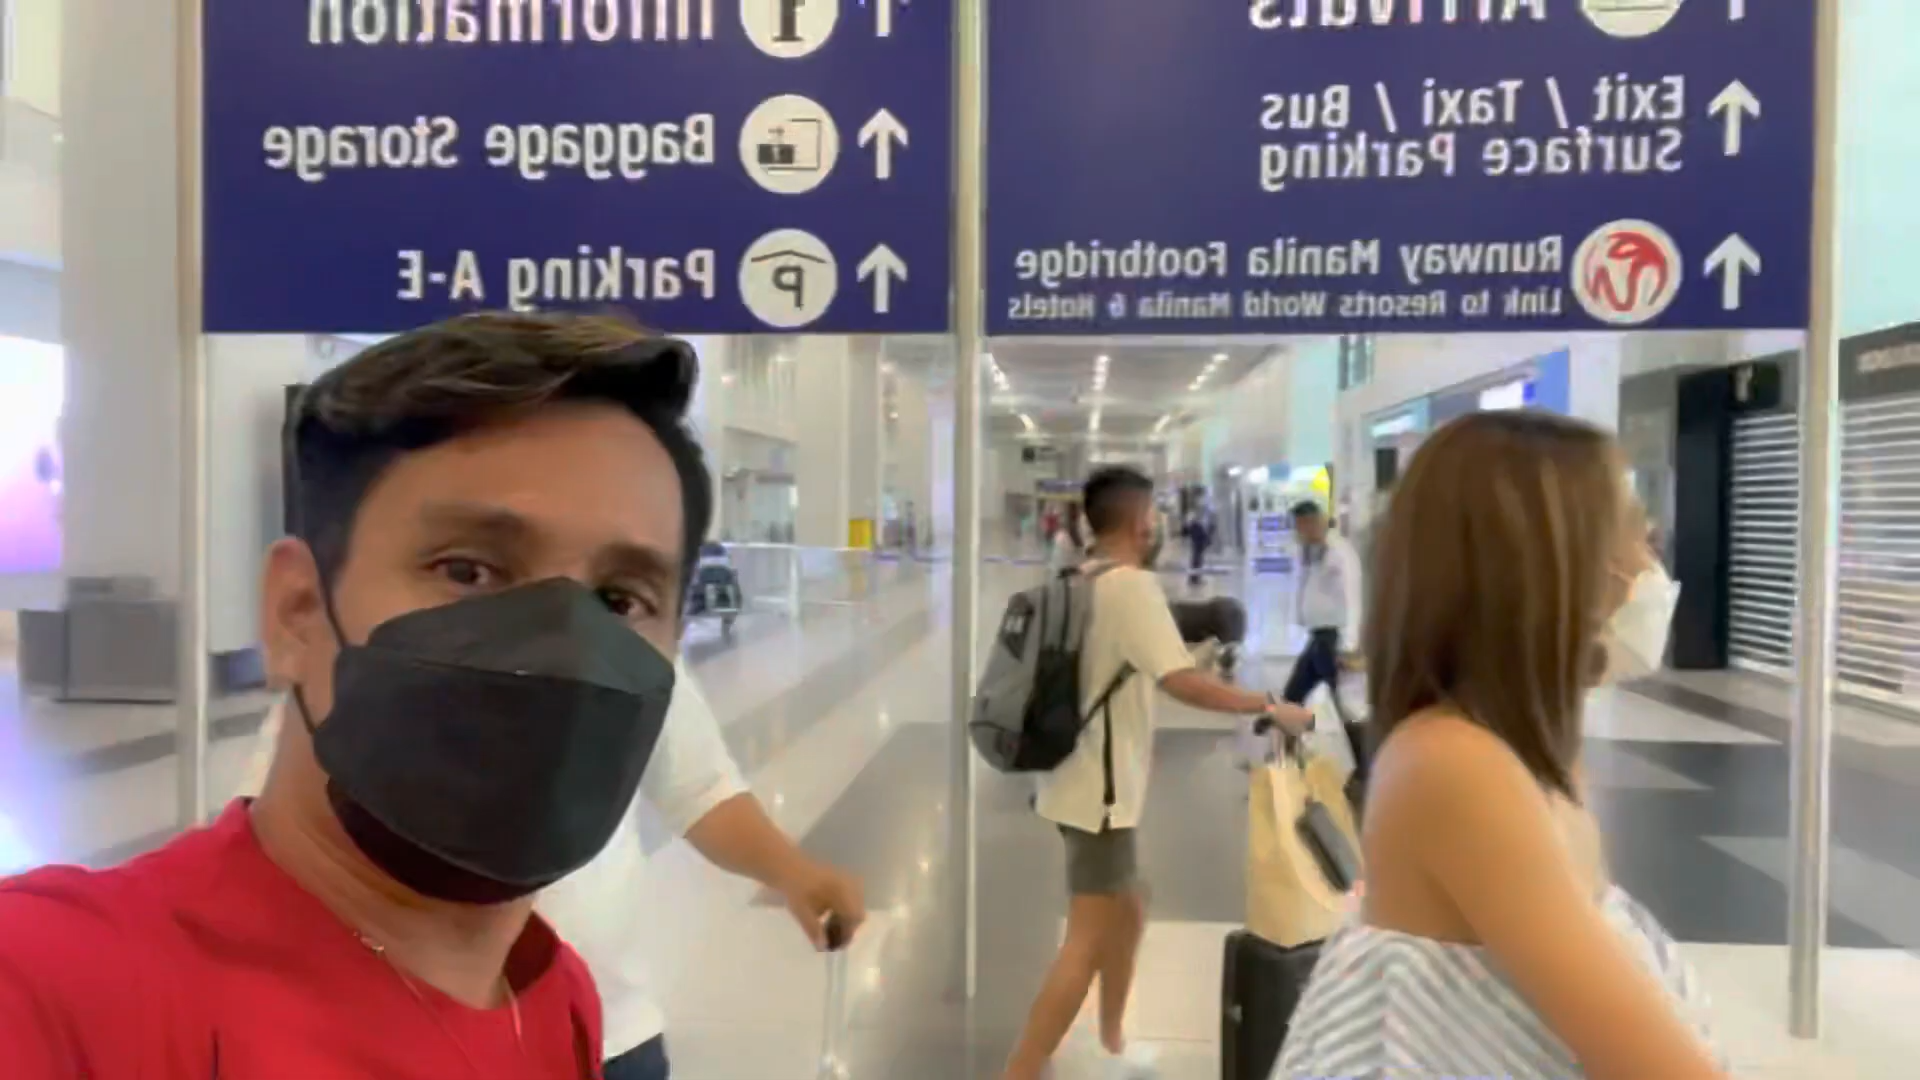 Information
Baggage Storage
Parking A-E
P
Arrivals
Exit / Taxi / Bus
Surface Parking
Runway Manila Footbridge
Link to Resorts World Manila & Hotels